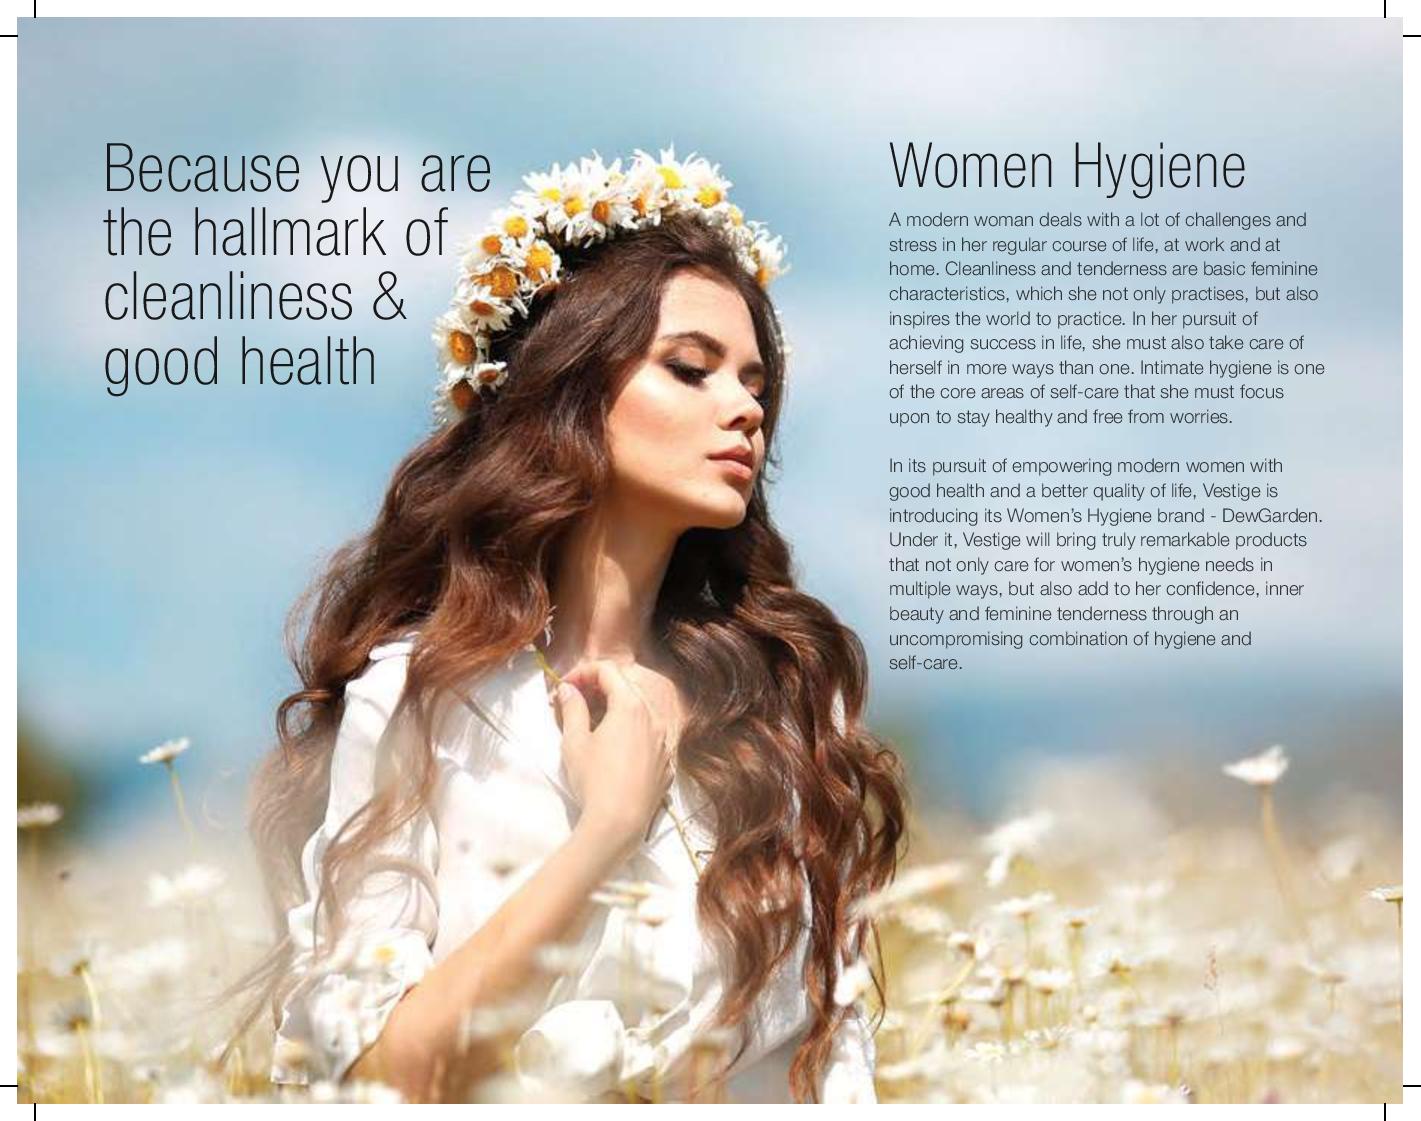 Because you are
the hallmark of
cleanliness &
good health
Women Hygiene
A modern woman deals with a lot of challenges and
stress in her regular course of life, at work and at
home. Cleanliness and tenderness are basic feminine
characteristics, which she not only practises, but also
inspires the world to practice. In her pursuit of
achieving success in life, she must also take care of
herself in more ways than one. Intimate hygiene is one
of the core areas of self-care that she must focus
upon to stay healthy and free from worries.
In its pursuit of empowering modern women with
good health and a better quality of life, Vestige is
introducing its Women's Hygiene brand - DewGarden.
Under it, Vestige will bring truly remarkable products
that not only care for women's hygiene needs in
multiple ways, but also add to her confidence, inner
beauty and feminine tenderness through an
uncompromising combination of hygiene and
self-care.